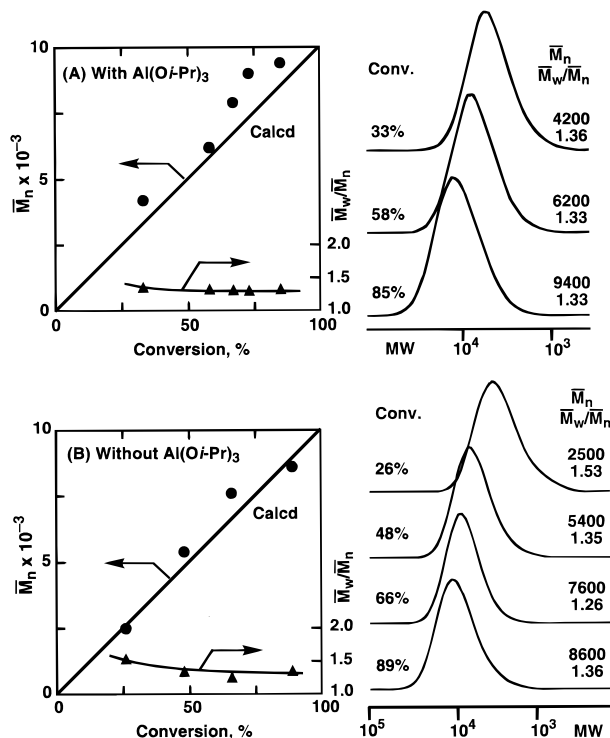 10
(A) With Al(Oi-Pr)3
Calcd
5
M̄n x 10⁻³
2.0
1.5
1.0
M̄w/M̄n
0
0
50
100
Conversion, %
Conv.
M̄n
M̄w/M̄n
33%
4200
1.36
58%
6200
1.33
85%
9400
1.33
MW
10⁴
10³
10
(B) Without Al(Oi-Pr)3
Calcd
5
M̄n x 10⁻³
2.0
1.5
1.0
M̄w/M̄n
0
0
50
100
Conversion, %
Conv.
M̄n
M̄w/M̄n
26%
2500
1.53
48%
5400
1.35
66%
7600
1.26
89%
8600
1.36
10⁵
10⁴
10³
MW